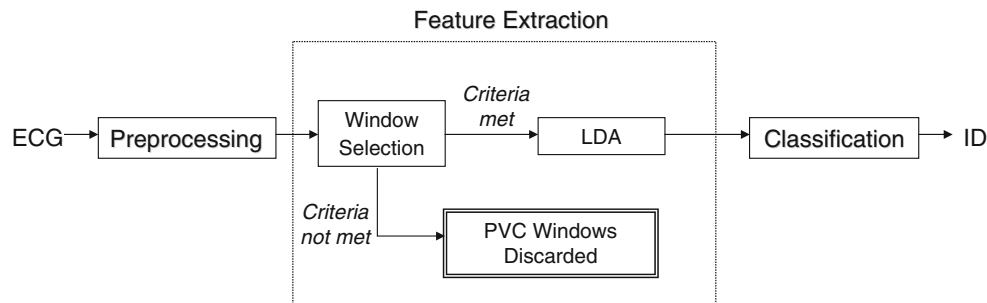 Feature Extraction
ECG
Preprocessing
Window
Selection
Criteria
met
LDA
Classification
ID
Criteria
not met
PVC Windows
Discarded